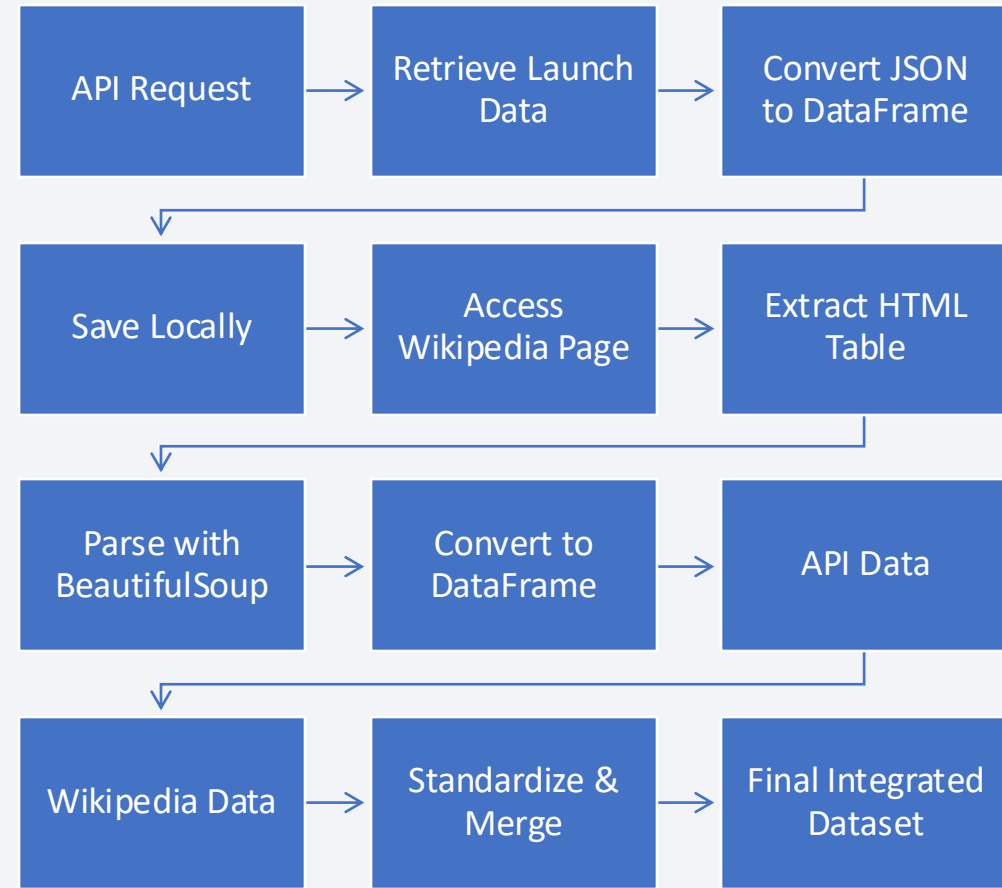 API Request
Retrieve Launch
Data
Convert JSON
to DataFrame
Save Locally
Access
Wikipedia Page
Extract HTML
Table
Parse with
BeautifulSoup
Convert to
DataFrame
API Data
Wikipedia Data
Standardize &
Merge
Final Integrated
Dataset